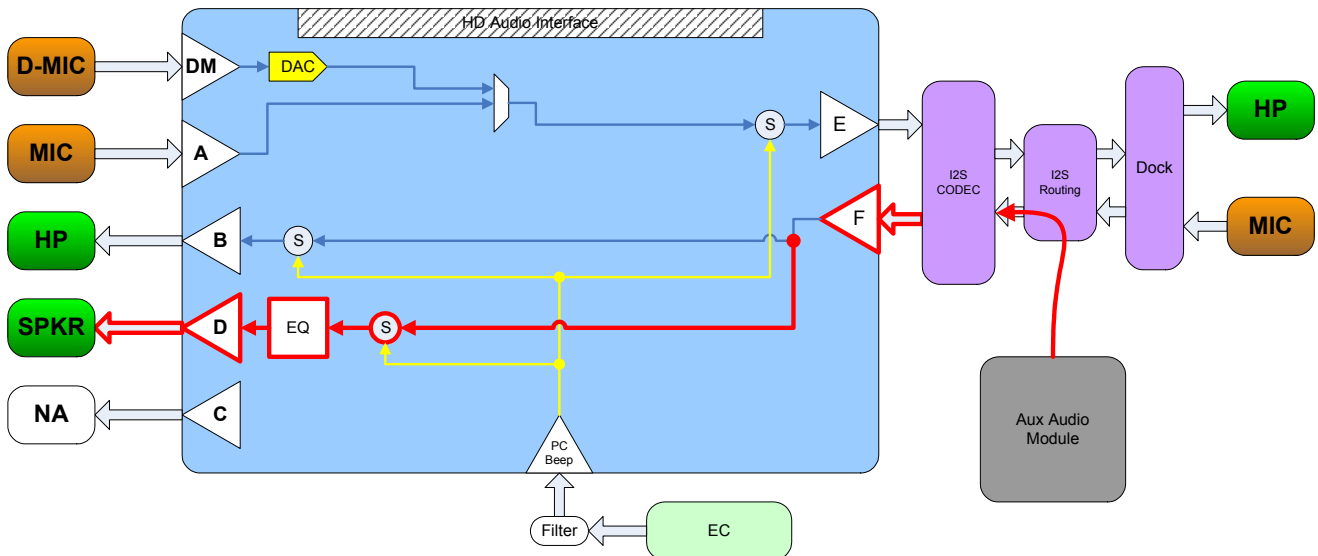 HD Audio Interface
D-MIC
DM
DAC
MIC
A
S
E
I2S
CODEC
I2S
Routing
Dock
HP
MIC
HP
B
S
F
SPKR
D
EQ
S
NA
C
PC
Beep
Aux Audio
Module
Filter
EC